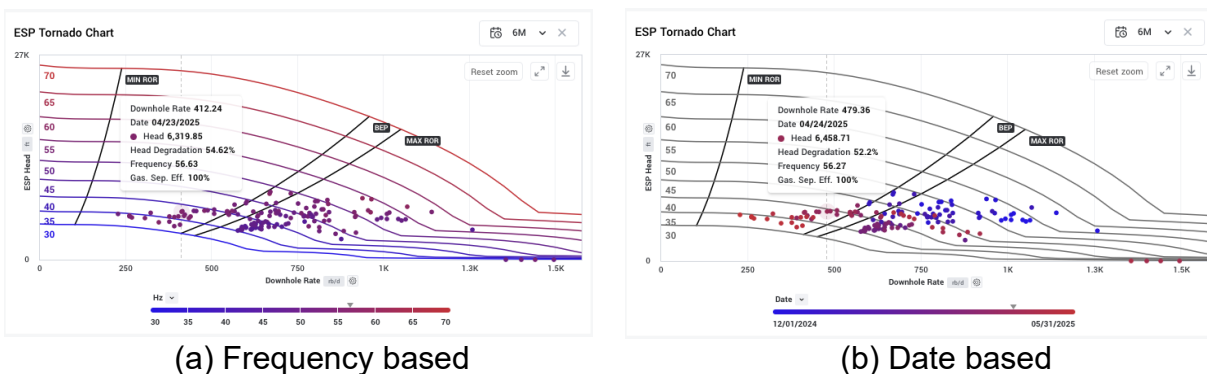 ESP Tornado Chart
6M
27K
Reset zoom
70
65
60
55
50
45
40
35
30
MIN ROR
BEP
MAX ROR
Downhole Rate 412.24
Date 04/23/2025
Head 6,319.85
Head Degradation 54.62%
Frequency 56.63
Gas. Sep. Eff. 100%
ESP Head ft
0
0 250 500 750 1K 1.3K 1.5K
Downhole Rate rb/d
Hz
30 35 40 45 50 55 60 65 70
(a) Frequency based
ESP Tornado Chart
6M
27K
Reset zoom
70
65
60
55
50
45
40
35
30
MIN ROR
BEP
MAX ROR
Downhole Rate 479.36
Date 04/24/2025
Head 6,458.71
Head Degradation 52.2%
Frequency 56.27
Gas. Sep. Eff. 100%
ESP Head ft
0
0 250 500 750 1K 1.3K 1.5K
Downhole Rate rb/d
Date
12/01/2024 05/31/2025
(b) Date based